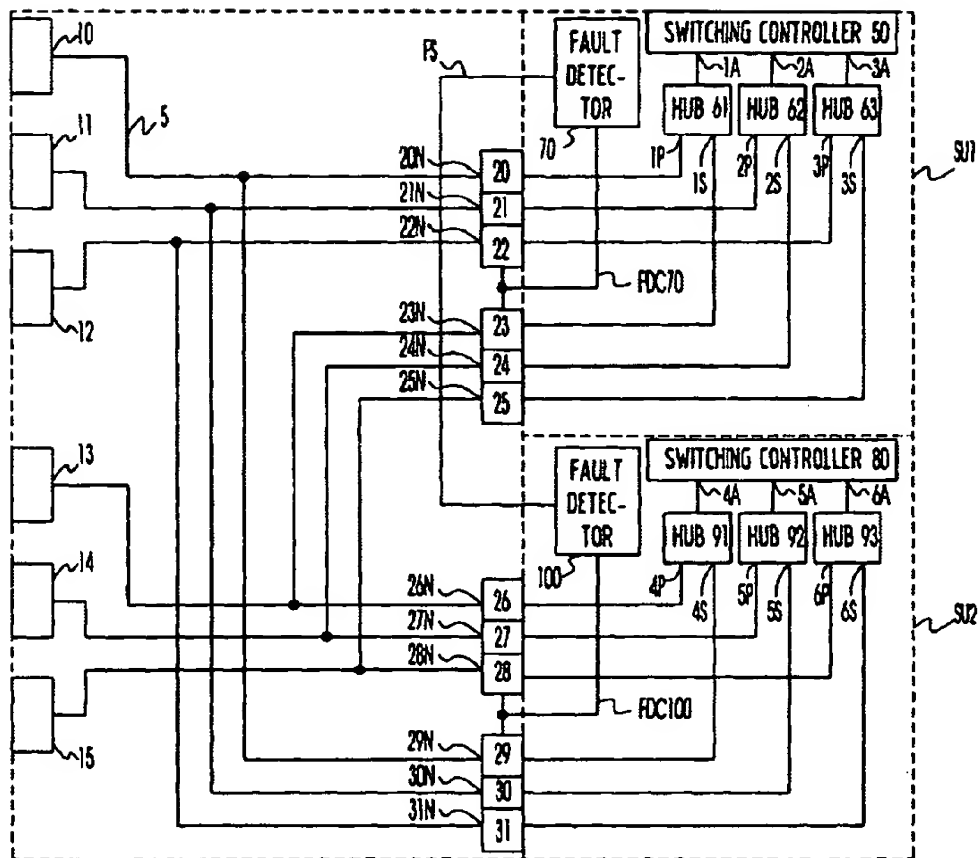 10
FS
FAULT
DETEC-
TOR
SWITCHING CONTROLLER 50
1A
2A
3A
HUB 61
HUB 62
HUB 63
5
11
70
1P
1S
2P
2S
3P
3S
SU1
20N
20
21N
21
22N
22
12
FDC70
23N
23
24N
24
25N
25
13
FAULT
DETEC-
TOR
SWITCHING CONTROLLER 80
4A
5A
6A
HUB 91
HUB 92
HUB 93
14
100
4P
4S
5P
5S
6P
6S
SU2
26N
26
27N
27
28N
28
FDC100
15
29N
29
30N
30
31N
31